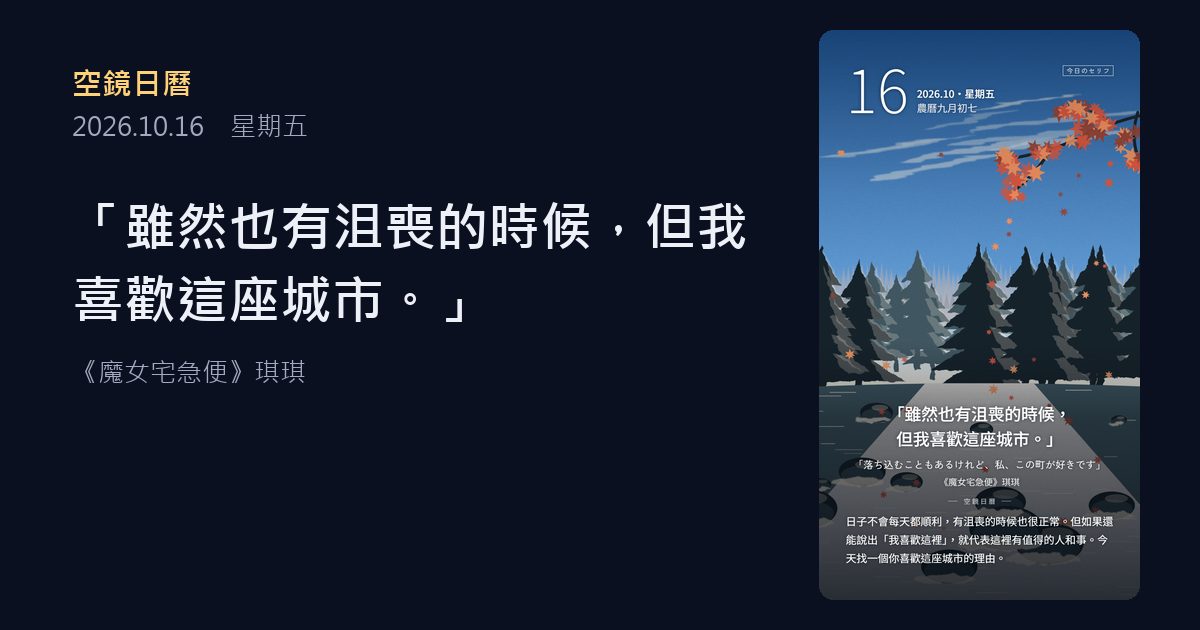 空鏡日曆
2026.10.16 星期五
「雖然也有沮喪的時候，但我
喜歡這座城市。」
《魔女宅急便》琪琪
16
2026.10・星期五
農曆九月初七
今日のセリフ
「雖然也有沮喪的時候，
但我喜歡這座城市。」
「落ち込むこともあるけれど、私、この町が好きです」
《魔女宅急便》琪琪
— 空鏡日曆 —
日子不會每天都順利，有沮喪的時候也很正常。但如果還
能說出「我喜歡這裡」，就代表這裡有值得的人和事。今
天找一個你喜歡這座城市的理由。